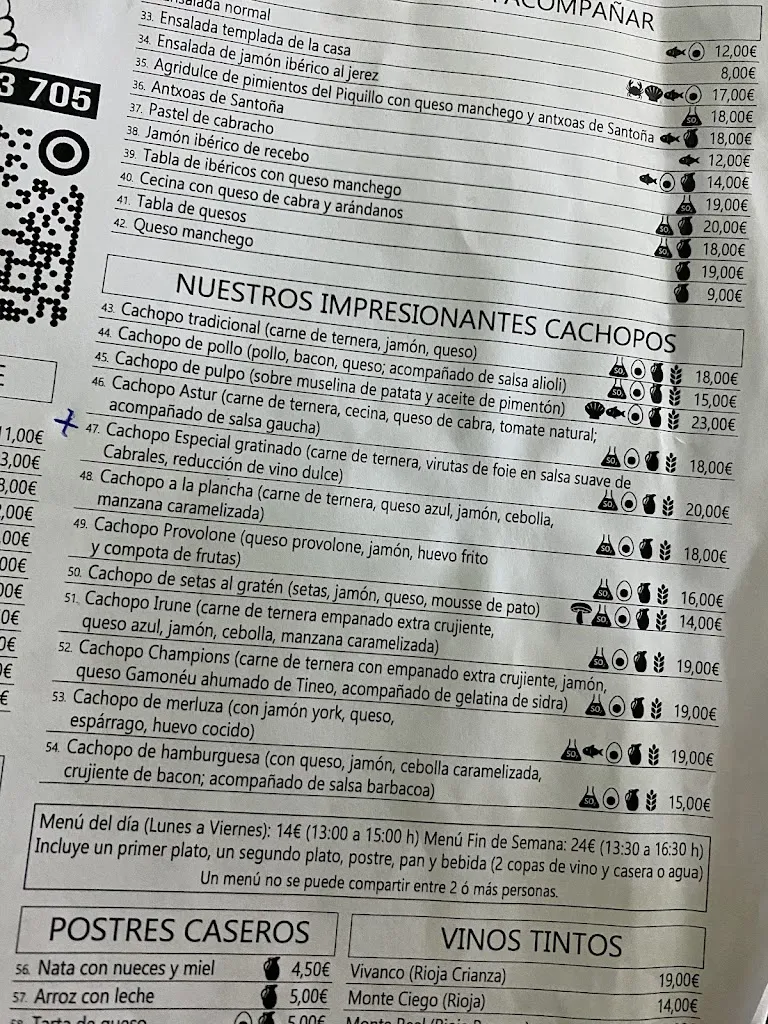 ACOMPAÑAR
normal 12,00€
33. Ensalada templada de la casa 8,00€
34. Ensalada de jamón ibérico al jerez 17,00€
35. Agridulce de pimientos del Piquillo con queso manchego y antxoas de Santoña 18,00€
36. Antxoas de Santoña 18,00€
37. Pastel de cabracho 12,00€
38. Jamón ibérico de recebo 14,00€
39. Tabla de ibéricos con queso manchego 19,00€
40. Cecina con queso de cabra y arándanos 20,00€
41. Tabla de quesos 18,00€
42. Queso manchego 19,00€
9,00€
3 705
NUESTROS IMPRESIONANTES CACHOPOS
43. Cachopo tradicional (carne de ternera, jamón, queso) 18,00€
44. Cachopo de pollo (pollo, bacon, queso; acompañado de salsa alioli) 15,00€
45. Cachopo de pulpo (sobre muselina de patata y aceite de pimentón) 23,00€
46. Cachopo Astur (carne de ternera, cecina, queso de cabra, tomate natural;
acompañado de salsa gaucha) 18,00€
47. Cachopo Especial gratinado (carne de ternera, virutas de foie en salsa suave de
Cabrales, reducción de vino dulce) 20,00€
48. Cachopo a la plancha (carne de ternera, queso azul, jamón, cebolla,
manzana caramelizada) 18,00€
49. Cachopo Provolone (queso provolone, jamón, huevo frito
y compota de frutas) 16,00€
50. Cachopo de setas al gratén (setas, jamón, queso, mousse de pato) 14,00€
51. Cachopo Irune (carne de ternera empanado extra crujiente,
queso azul, jamón, cebolla, manzana caramelizada) 19,00€
52. Cachopo Champions (carne de ternera con empanado extra crujiente, jamón,
queso Gamonéu ahumado de Tineo, acompañado de gelatina de sidra) 19,00€
53. Cachopo de merluza (con jamón york, queso,
espárrago, huevo cocido) 19,00€
54. Cachopo de hamburguesa (con queso, jamón, cebolla caramelizada,
crujiente de bacon; acompañado de salsa barbacoa) 15,00€
Menú del día (Lunes a Viernes): 14€ (13:00 a 15:00 h) Menú Fin de Semana: 24€ (13:30 a 16:30 h)
Incluye un primer plato, un segundo plato, postre, pan y bebida (2 copas de vino y casera o agua)
Un menú no se puede compartir entre 2 ó más personas.
POSTRES CASEROS
56. Nata con nueces y miel 4,50€
57. Arroz con leche 5,00€
58. Tarta de queso 5,00€
VINOS TINTOS
Vivanco (Rioja Crianza) 19,00€
Monte Ciego (Rioja) 14,00€